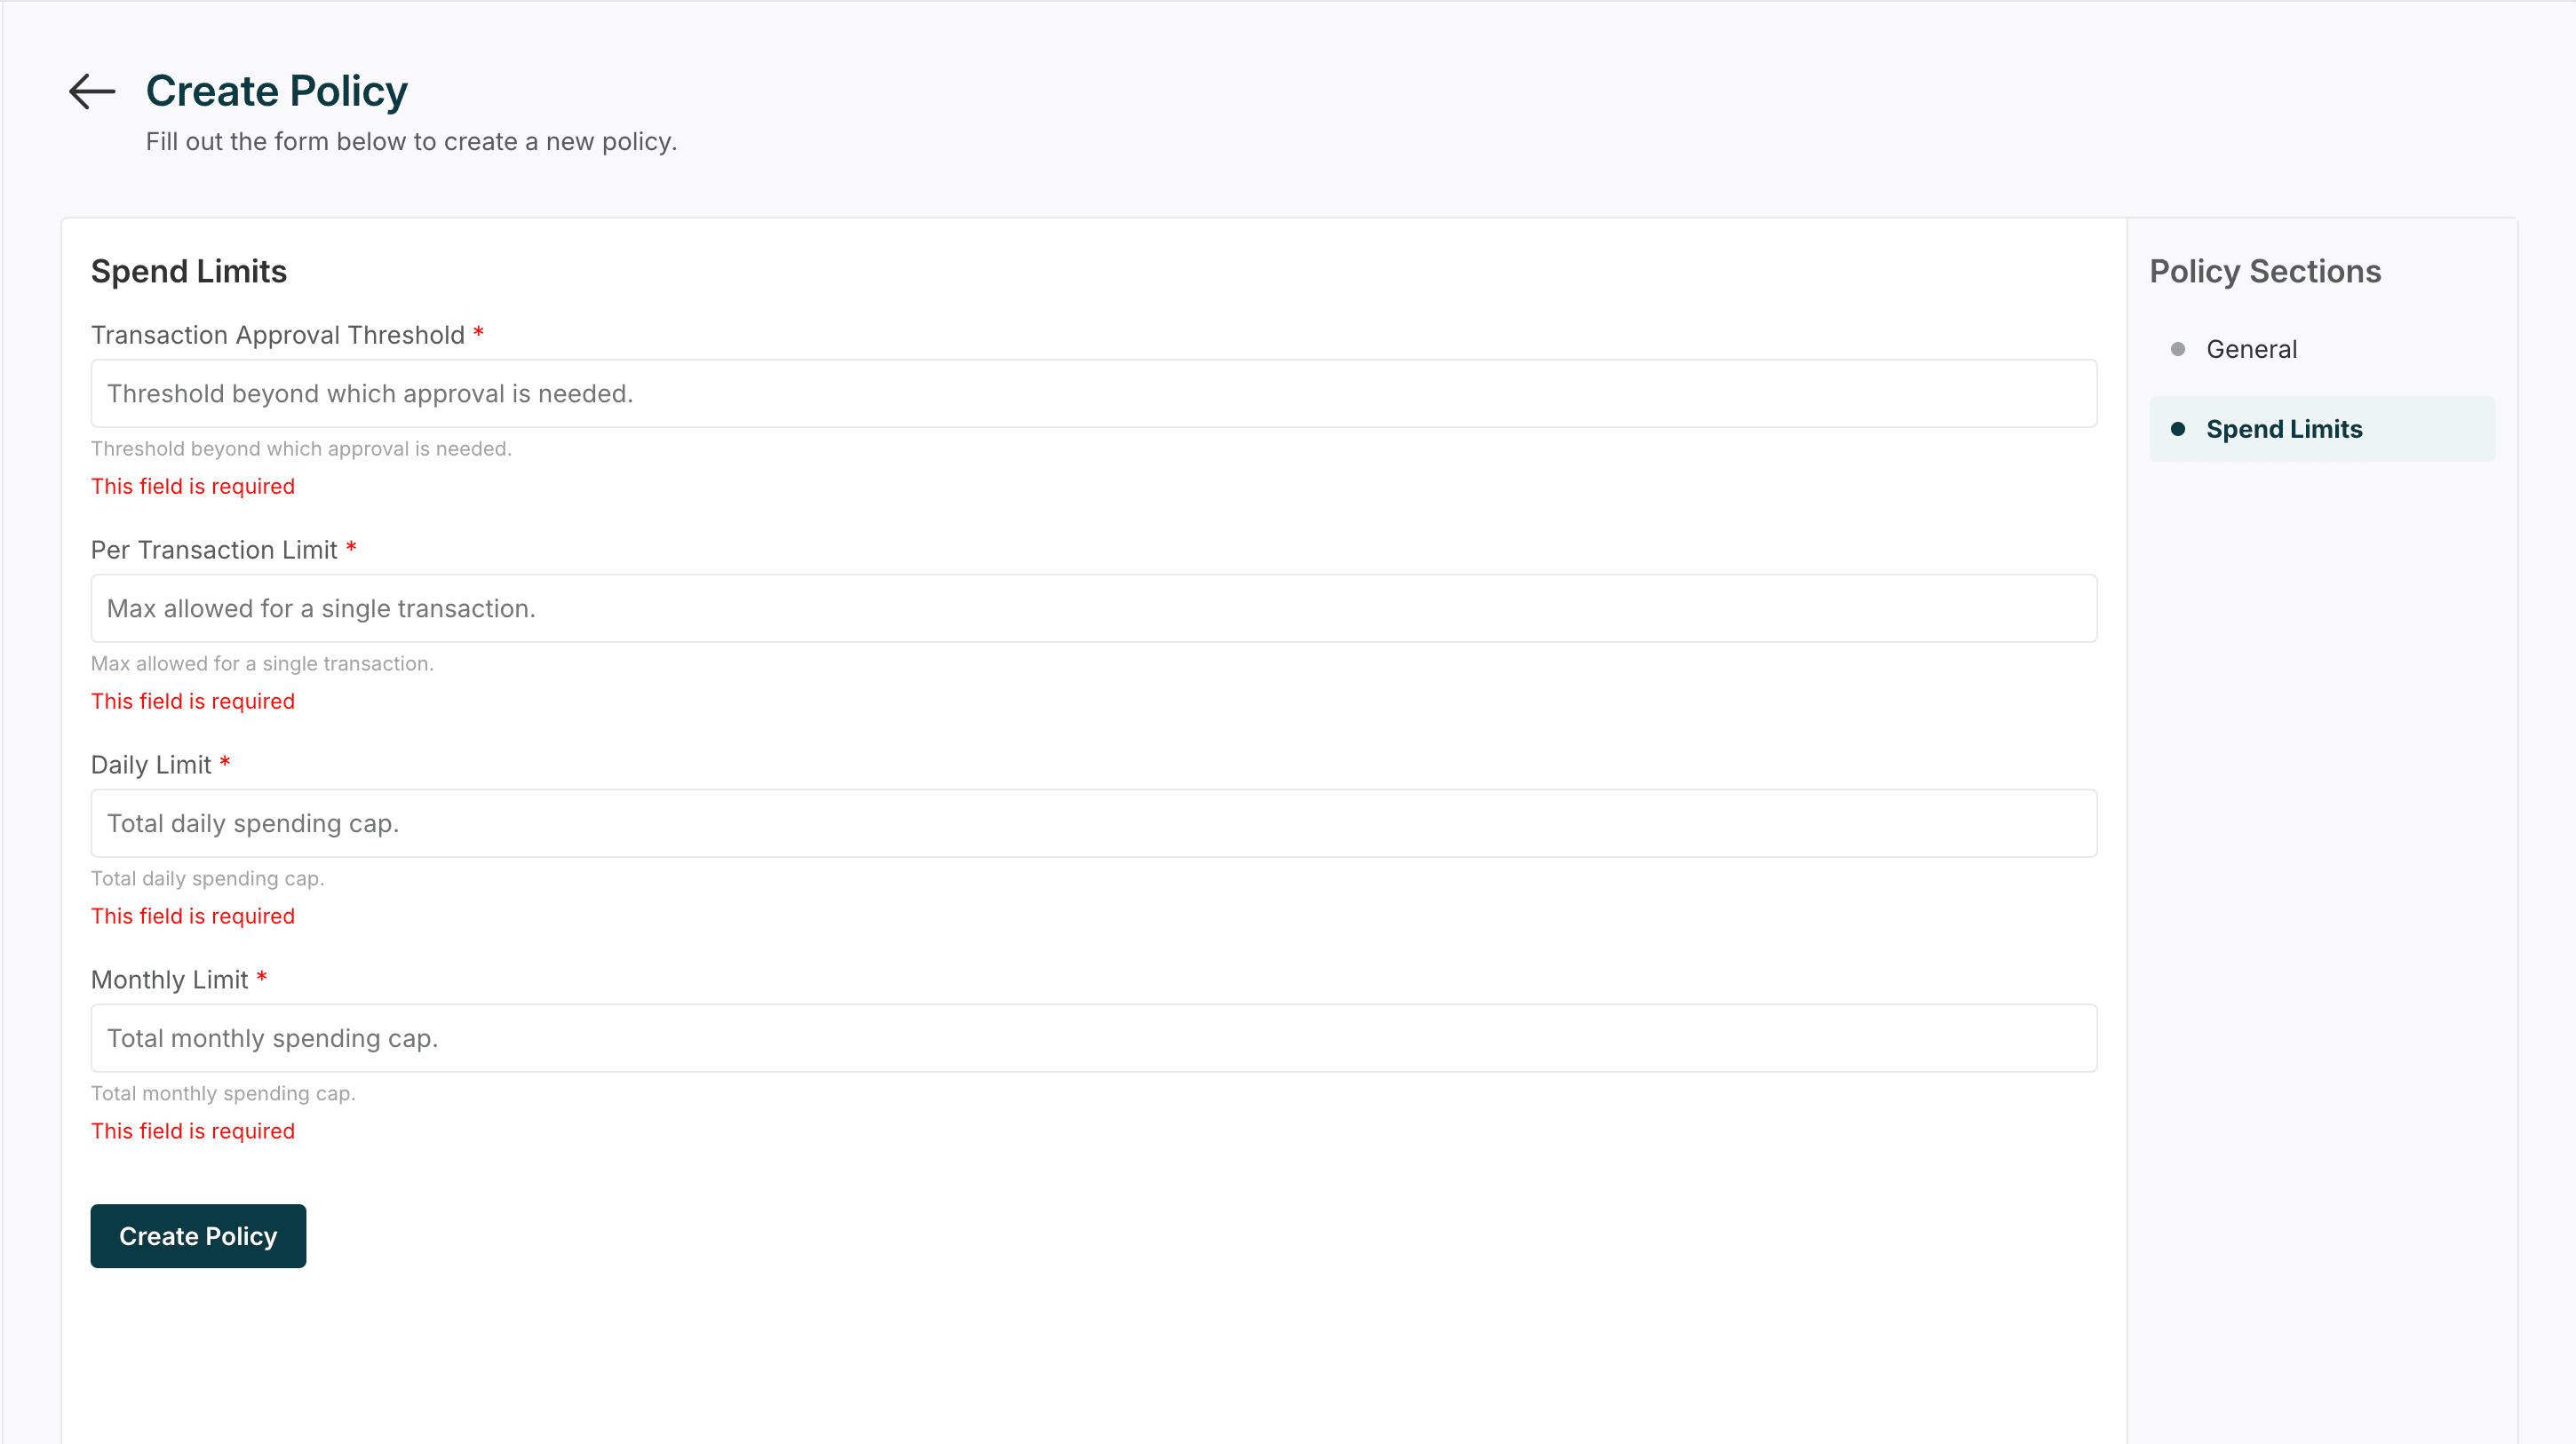 Create Policy
Fill out the form below to create a new policy.
Spend Limits
Transaction Approval Threshold *
Threshold beyond which approval is needed.
Threshold beyond which approval is needed.
This field is required
Per Transaction Limit *
Max allowed for a single transaction.
Max allowed for a single transaction.
This field is required
Daily Limit *
Total daily spending cap.
Total daily spending cap.
This field is required
Monthly Limit *
Total monthly spending cap.
Total monthly spending cap.
This field is required
Create Policy
Policy Sections
General
Spend Limits